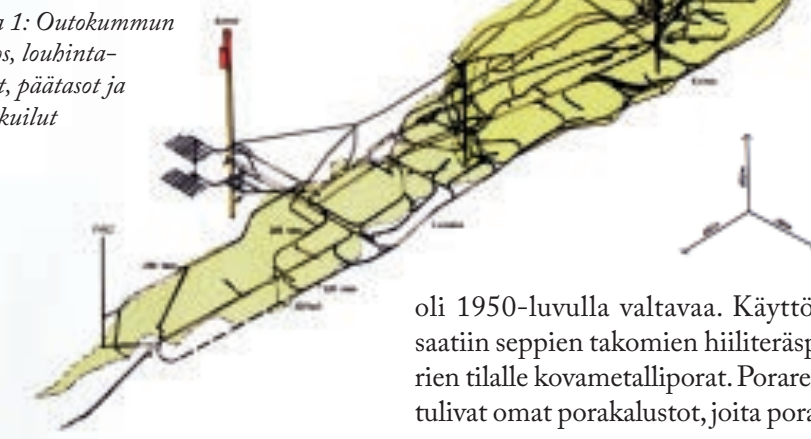 1: Outokummun
os, louhinta-
t, päätasot ja
kuilut
oli 1950-luvulla valtavaa. Käyttö
saatiin seppien takomien hiiliteräsp
rien tilalle kovametalliporat. Porare
tulivat omat porakalustot, joita pora